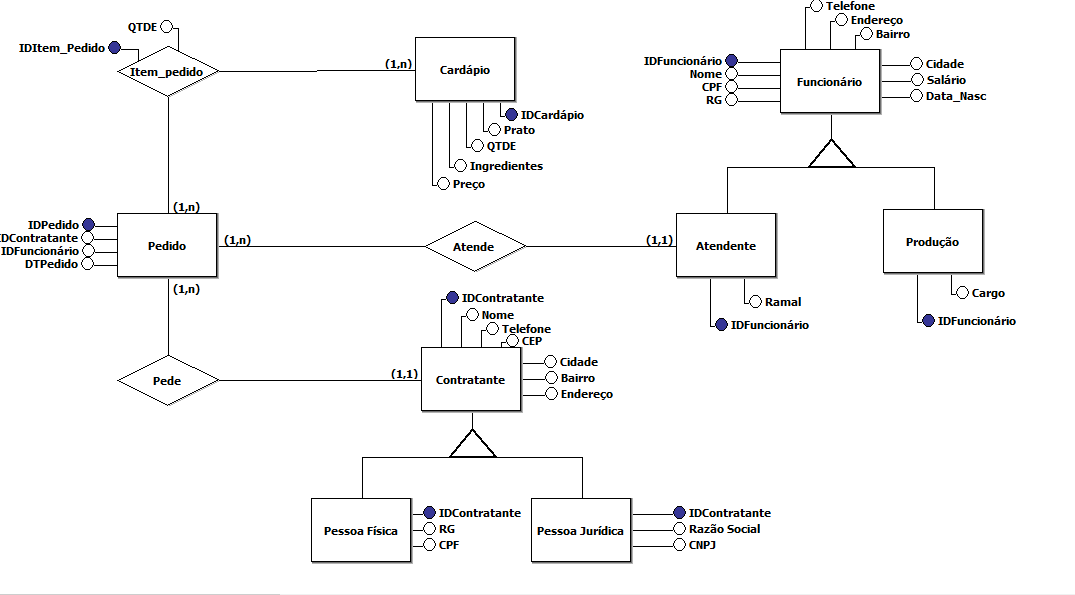 Telefone
Endereço
Bairro
QTDE
IDItem_Pedido
Item_pedido
(1,n)
Cardápio
IDFuncionário
Nome
CPF
RG
Funcionário
Cidade
Salário
Data_Nasc
IDCardápio
Prato
QTDE
Ingredientes
Preço
(1,n)
IDPedido
IDContratante
IDFuncionário
DTPedido
Pedido
(1,n)
Atende
(1,1)
Atendente
Produção
(1,n)
Ramal
IDFuncionário
Cargo
IDFuncionário
IDContratante
Nome
Telefone
CEP
Pede
(1,1)
Contratante
Cidade
Bairro
Endereço
Pessoa Física
IDContratante
RG
CPF
Pessoa Jurídica
IDContratante
Razão Social
CNPJ